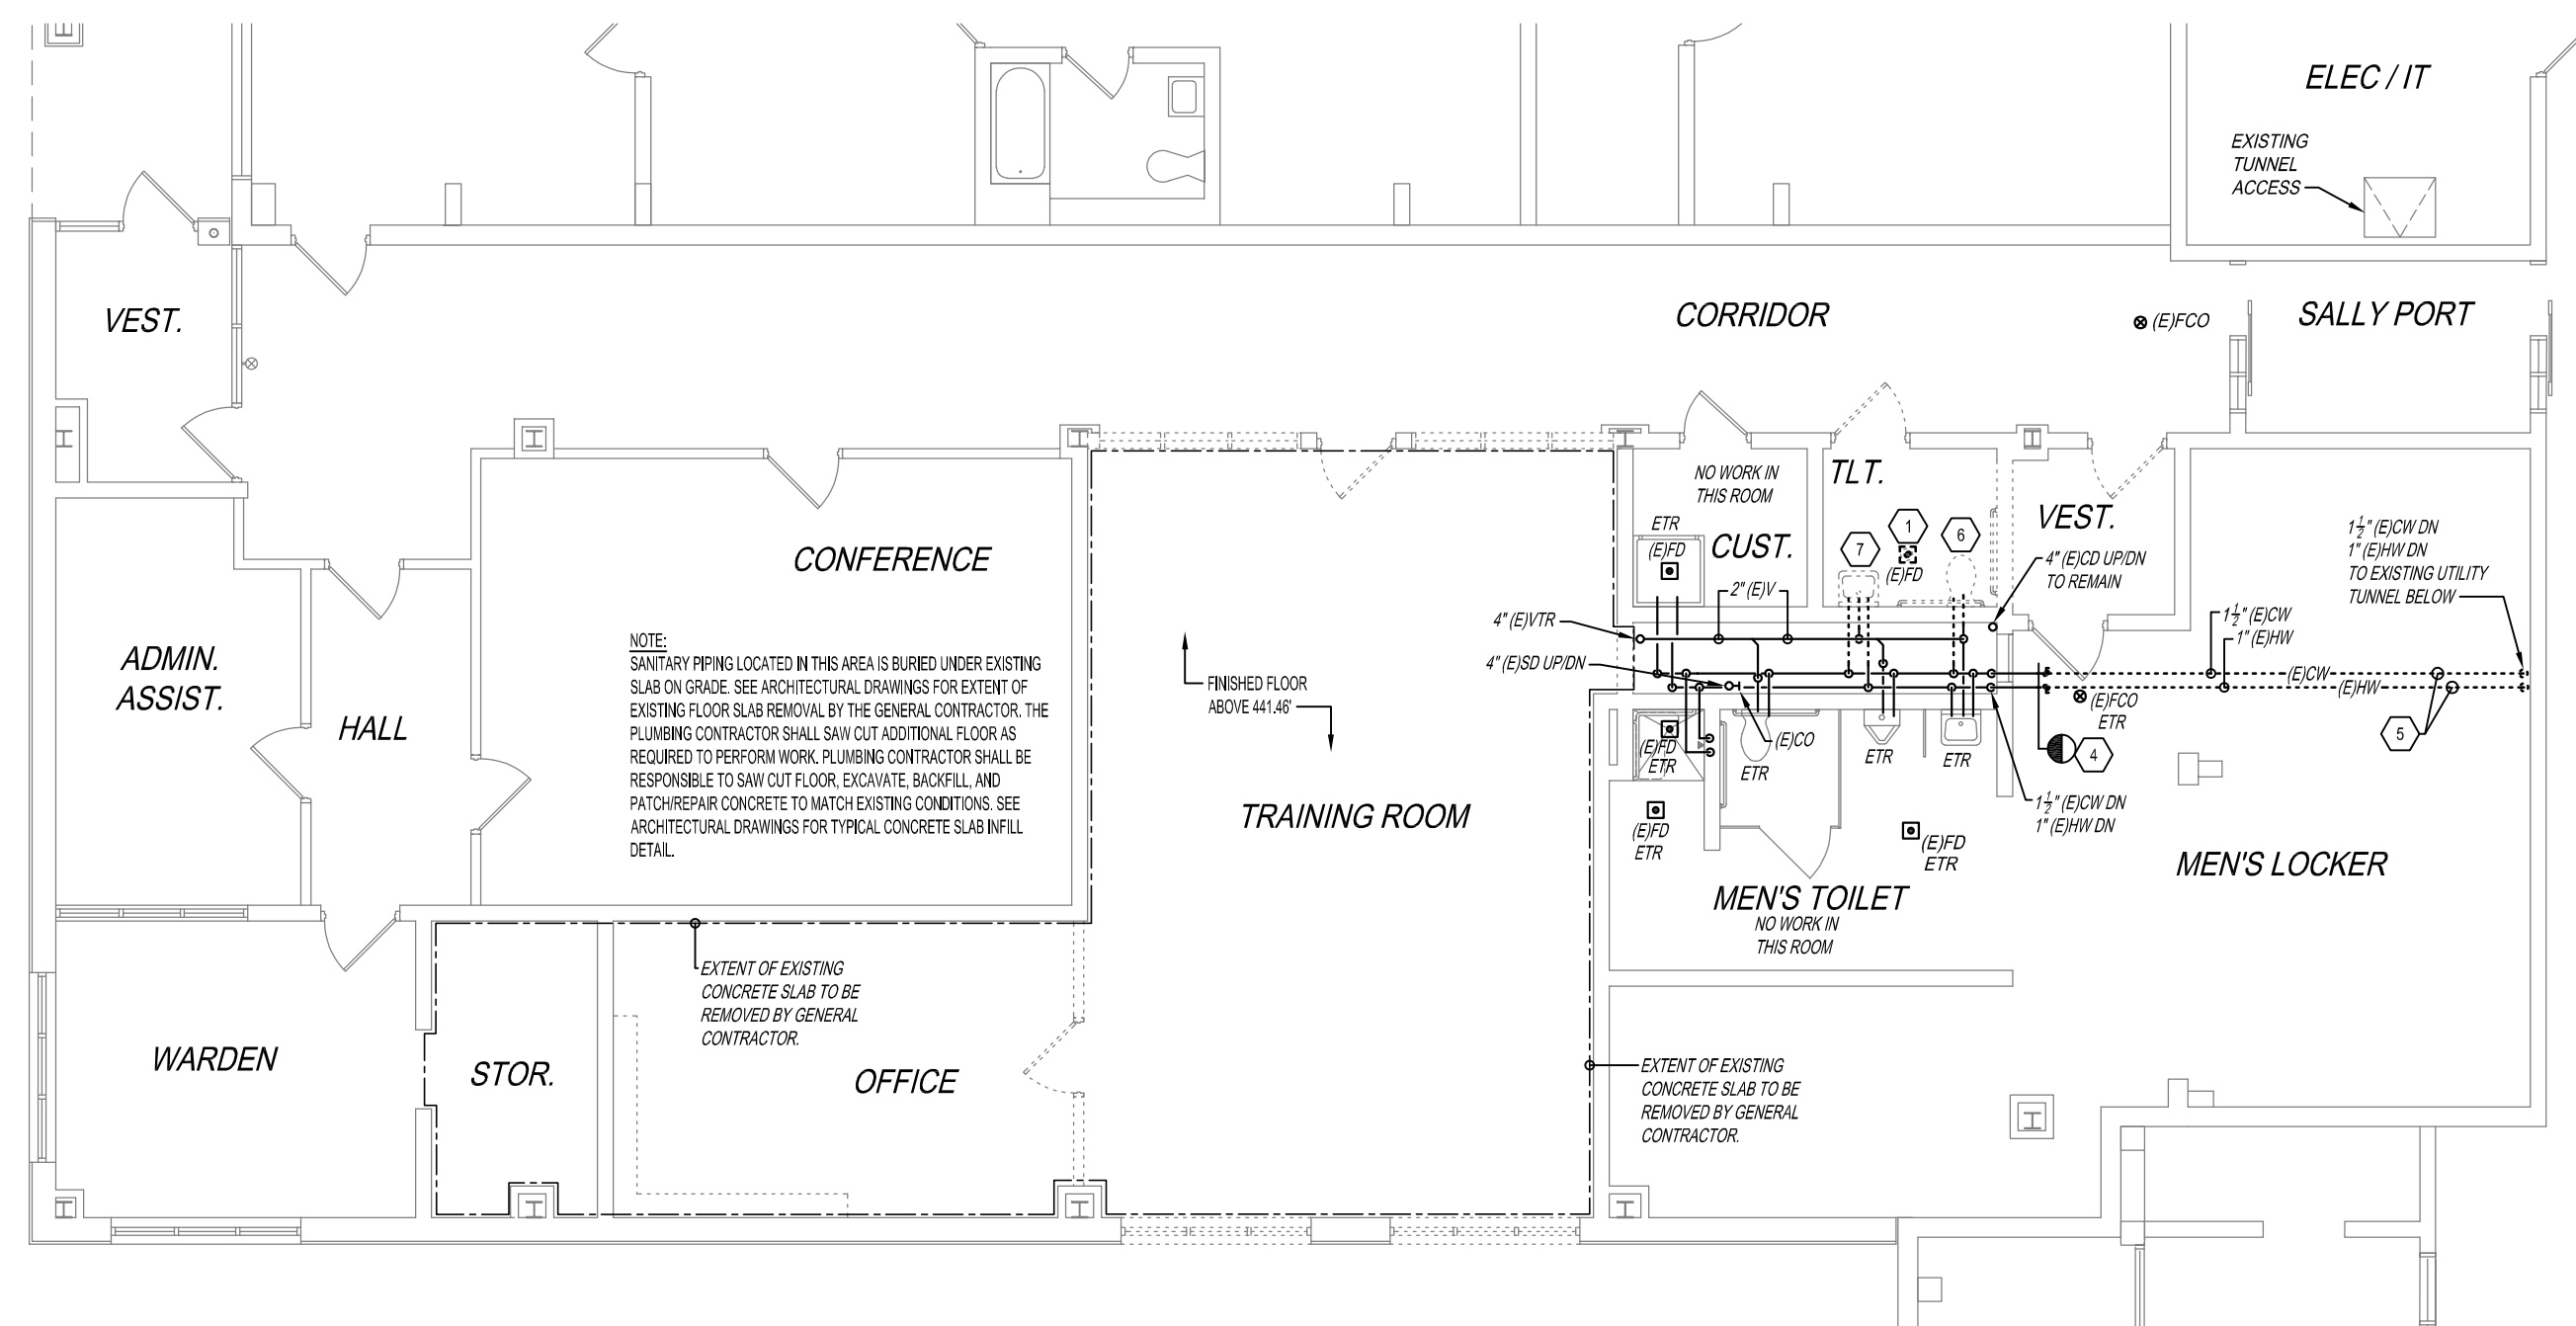 ELEC / IT
EXISTING
TUNNEL
ACCESS
VEST.
CORRIDOR
(E)FCO
SALLY PORT
NO WORK IN
THIS ROOM
TLT.
ETR
(E)FD
CUST.
7
1
(E)FD
6
VEST.
4" (E)CD UP/DN
TO REMAIN
1 1/2" (E)CW DN
1" (E)HW DN
TO EXISTING UTILITY
TUNNEL BELOW
2" (E)V
CONFERENCE
4" (E)VTR
4" (E)SD UP/DN
1 1/2" (E)CW
1" (E)HW
(E)CW
(E)HW
ADMIN.
ASSIST.
HALL
NOTE:
SANITARY PIPING LOCATED IN THIS AREA IS BURIED UNDER EXISTING
SLAB ON GRADE. SEE ARCHITECTURAL DRAWINGS FOR EXTENT OF
EXISTING FLOOR SLAB REMOVAL BY THE GENERAL CONTRACTOR. THE
PLUMBING CONTRACTOR SHALL SAW CUT ADDITIONAL FLOOR AS
REQUIRED TO PERFORM WORK. PLUMBING CONTRACTOR SHALL BE
RESPONSIBLE TO SAW CUT FLOOR, EXCAVATE, BACKFILL, AND
PATCH/REPAIR CONCRETE TO MATCH EXISTING CONDITIONS. SEE
ARCHITECTURAL DRAWINGS FOR TYPICAL CONCRETE SLAB INFILL
DETAIL.
FINISHED FLOOR
ABOVE 441.46'
(E)FCO
ETR
5
4
(E)FD
ETR
ETR
(E)CO
ETR
ETR
1 1/2" (E)CW DN
1" (E)HW DN
TRAINING ROOM
(E)FD
ETR
(E)FD
ETR
MEN'S LOCKER
MEN'S TOILET
NO WORK IN
THIS ROOM
EXTENT OF EXISTING
CONCRETE SLAB TO BE
REMOVED BY GENERAL
CONTRACTOR.
WARDEN
STOR.
OFFICE
EXTENT OF EXISTING
CONCRETE SLAB TO BE
REMOVED BY GENERAL
CONTRACTOR.